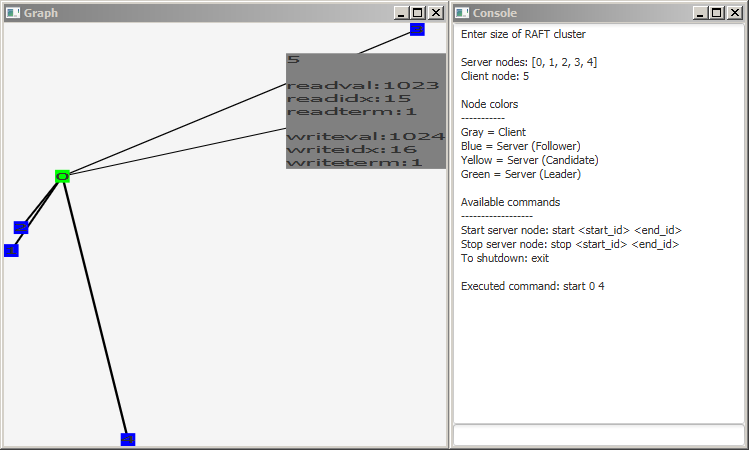 Graph
3
5
readval:1023
readidx:15
readterm:1
writeval:1024
writeidx:16
writeterm:1
0
2
1
4
Console
Enter size of RAFT cluster
Server nodes: [0, 1, 2, 3, 4]
Client node: 5
Node colors
-----------
Gray = Client
Blue = Server (Follower)
Yellow = Server (Candidate)
Green = Server (Leader)
Available commands
------------------
Start server node: start <start_id> <end_id>
Stop server node: stop <start_id> <end_id>
To shutdown: exit
Executed command: start 0 4